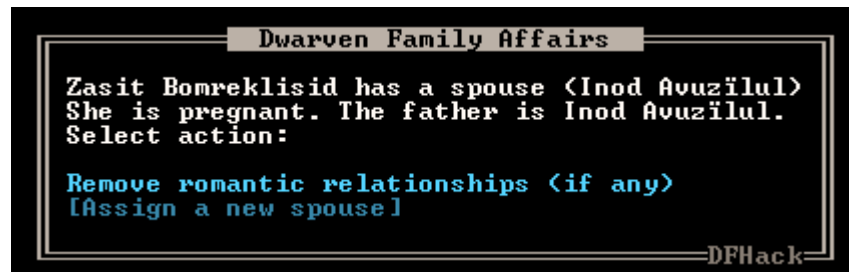 Dwarven Family Affairs
Zasit Bomreklisid has a spouse (Inod Avuzïlul)
She is pregnant. The father is Inod Avuzïlul.
Select action:
Remove romantic relationships (if any)
[Assign a new spouse]
DFHack